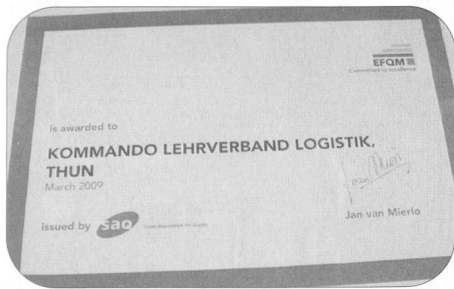 EFQM
Committed to excellence
is awarded to
KOMMANDO LEHRVERBAND LOGISTIK,
THUN
March 2009
issued by saq
Jan van Mierlo